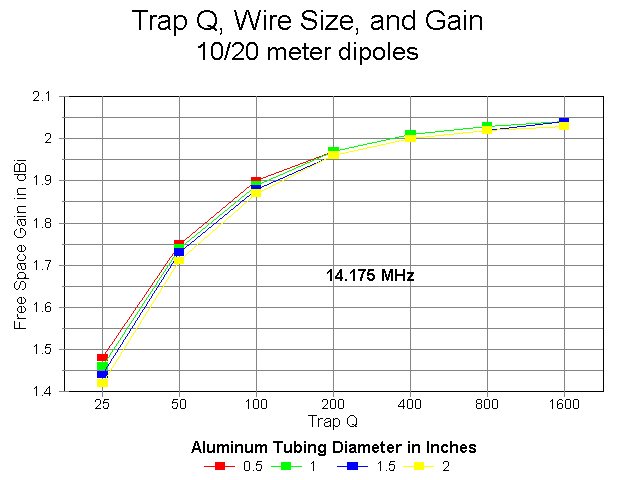 Trap Q, Wire Size, and Gain
10/20 meter dipoles
2.1
2
1.9
1.8
1.7
1.6
1.5
1.4
Free Space Gain in dBi
14.175 MHz
25 50 100 200 400 800 1600
Trap Q
Aluminum Tubing Diameter in Inches
0.5 1 1.5 2